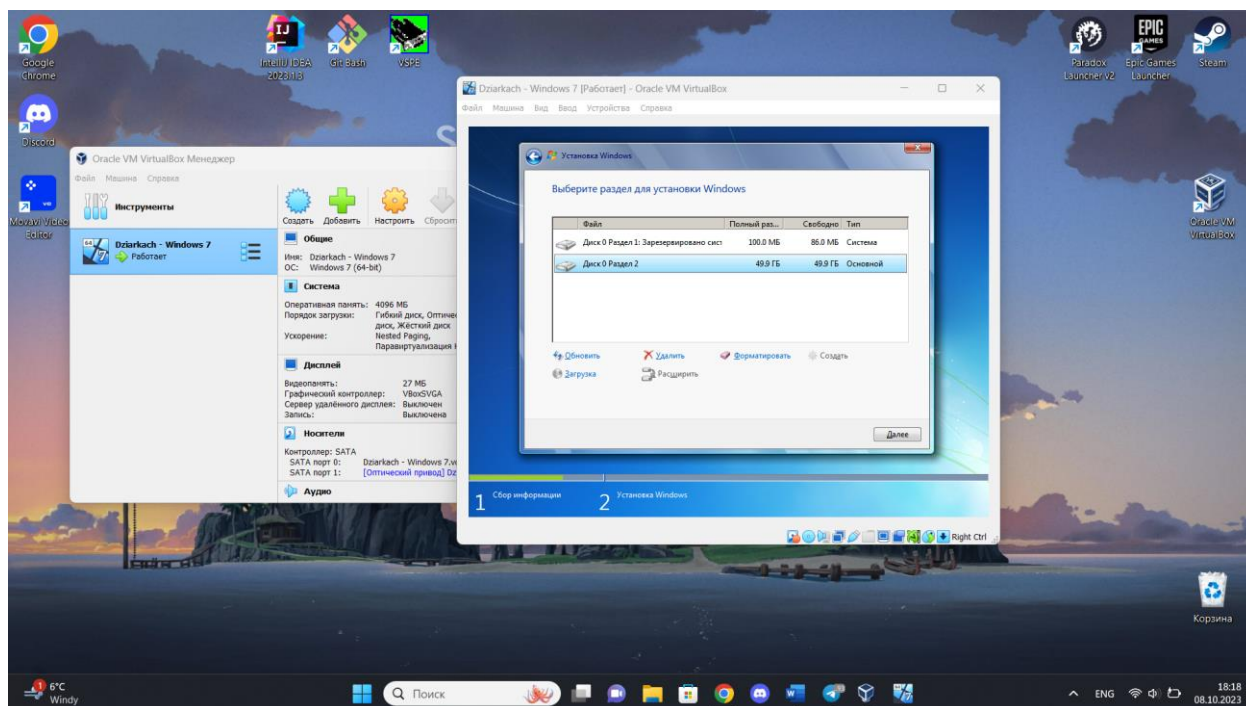 Google
Chrome
IntelliJ IDEA
2023.1.3
Git Bash
VSPE
Paradox
Launcher v2
Epic Games
Launcher
Steam
EPIC
GAMES
Discord
Movavi Video
Editor
Oracle VM
VirtualBox
Корзина
Oracle VM VirtualBox Менеджер
Файл Машина Справка
Инструменты
Dziarkach - Windows 7
Работает
Создать Добавить Настроить Сбросить
Общие
Имя: Dziarkach - Windows 7
ОС: Windows 7 (64-bit)
Система
Оперативная память: 4096 МБ
Порядок загрузки: Гибкий диск, Оптичес
диск, Жёсткий диск
Ускорение: Nested Paging,
Паравиртуализация
Дисплей
Видеопамять: 27 МБ
Графический контроллер: VBoxSVGA
Сервер удалённого дисплея: Выключен
Запись: Выключена
Носители
Контроллер: SATA
SATA порт 0: Dziarkach - Windows 7.v
SATA порт 1: [Оптический привод] Dz
Аудио
Dziarkach - Windows 7 [Работает] - Oracle VM VirtualBox
Файл Машина Вид Ввод Устройства Справка
Установка Windows
Выберите раздел для установки Windows
Файл Полный раз... Свободно Тип
Диск 0 Раздел 1: Зарезервировано сист 100.0 МБ 86.0 МБ Система
Диск 0 Раздел 2 49.9 ГБ 49.9 ГБ Основной
Обновить Удалить Форматировать Создать
Загрузка Расширить
Далее
1 Сбор информации 2 Установка Windows
Right Ctrl
1
6°C
Windy
Поиск
ENG
18:18
08.10.2023